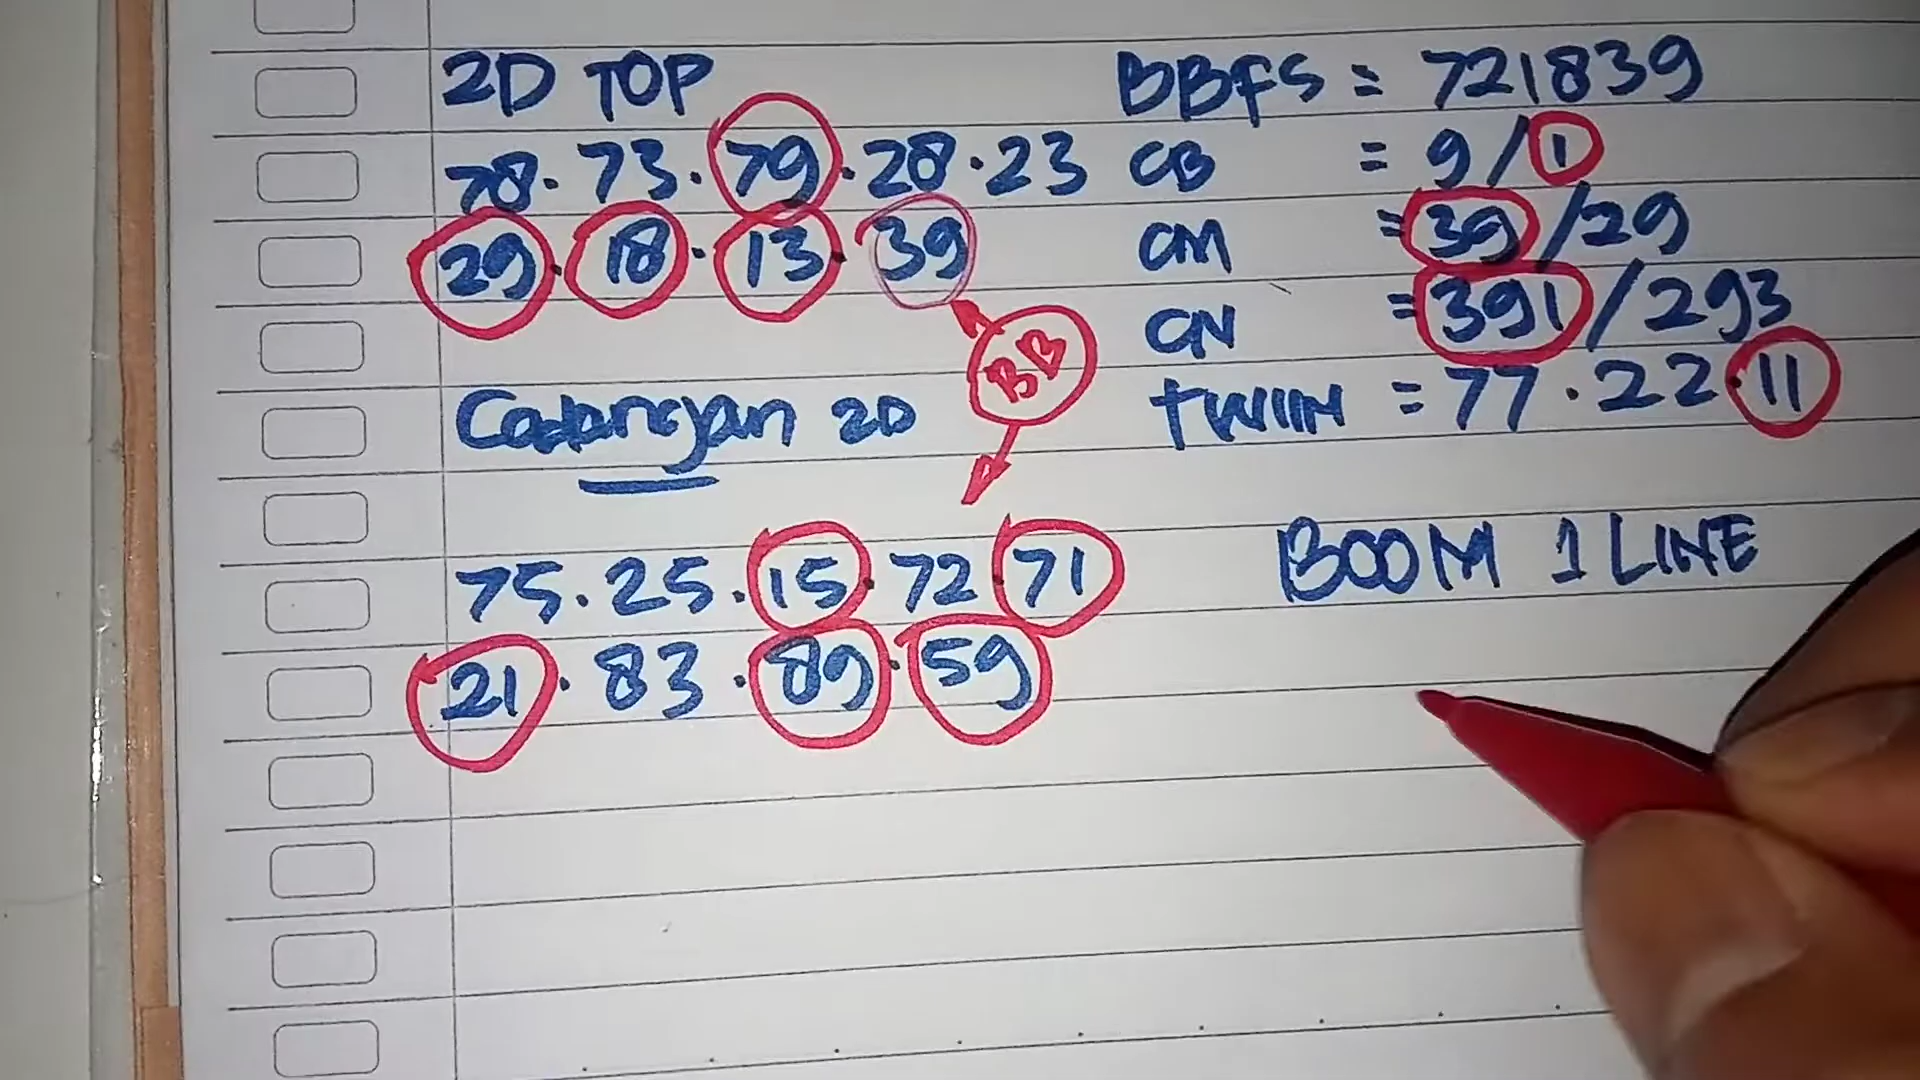 2D TOP
78.73.79.28.23
29.18.13.39
BB
Cadangan 2D
75.25.15.72.71
21.83.89.59
BBFS = 721839
CB = 9/1
CM = 39/29
CN = 391/293
TWIIN = 77.22.11
BOOM 1 LINE